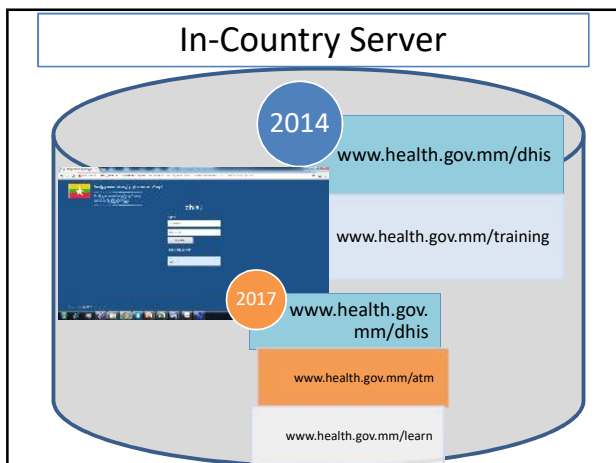 In-Country Server
2014
www.health.gov.mm/dhis
www.health.gov.mm/training
2017
www.health.gov.
mm/dhis
www.health.gov.mm/atm
www.health.gov.mm/learn